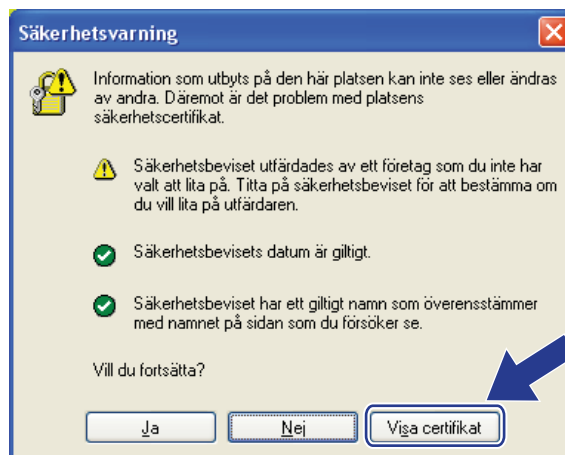 Säkerhetsvarning
Information som utbyts på den här platsen kan inte ses eller ändras
av andra. Däremot är det problem med platsens
säkerhetscertifikat.
Säkerhetsbeviset utfärdades av ett företag som du inte har
valt att lita på. Titta på säkerhetsbeviset för att bestämma om
du vill lita på utfärdaren.
Säkerhetsbevisets datum är giltigt.
Säkerhetsbeviset har ett giltigt namn som överensstämmer
med namnet på sidan som du försöker se.
Vill du fortsätta?
Ja
Nej
Visa certifikat